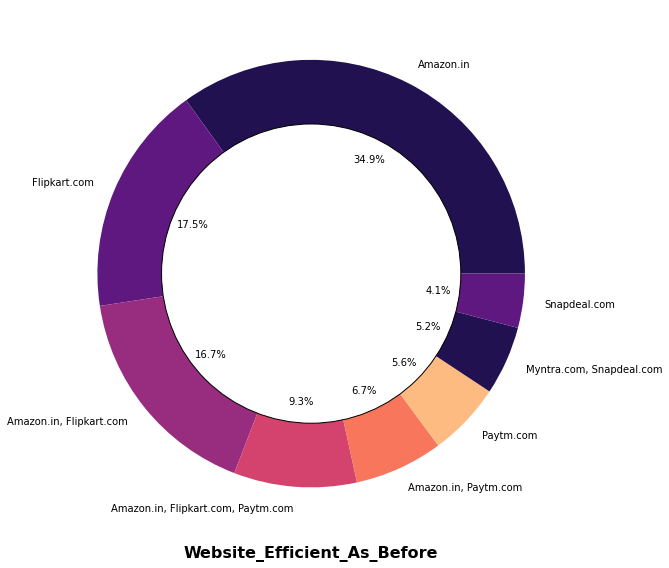 Amazon.in
34.9%
Flipkart.com
17.5%
Snapdeal.com
4.1%
5.2%
Myntra.com, Snapdeal.com
16.7%
5.6%
6.7%
9.3%
Amazon.in, Flipkart.com
Paytm.com
Amazon.in, Paytm.com
Amazon.in, Flipkart.com, Paytm.com
Website_Efficient_As_Before